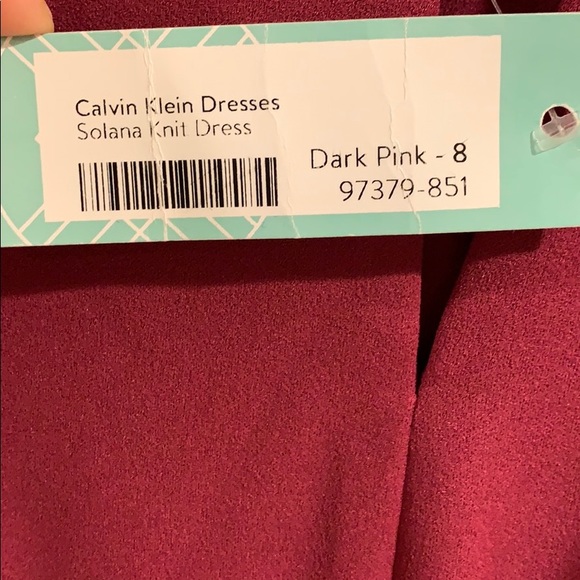 Calvin Klein Dresses
Solana Knit Dress
Dark Pink - 8
97379-851